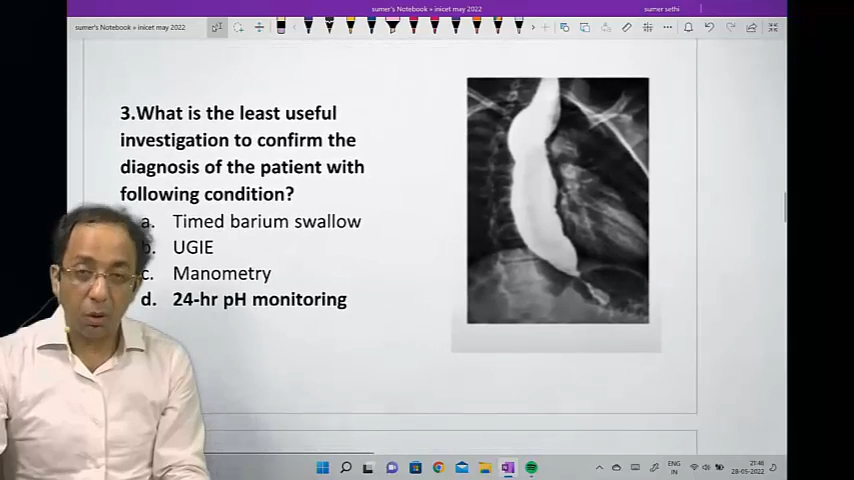 sumer's Notebook » inicet may 2022
sumer sethi
sumer's Notebook » inicet may 2022
3.What is the least useful
investigation to confirm the
diagnosis of the patient with
following condition?
a. Timed barium swallow
b. UGIE
c. Manometry
d. 24-hr pH monitoring
ENG
IN
21:46
28-05-2022